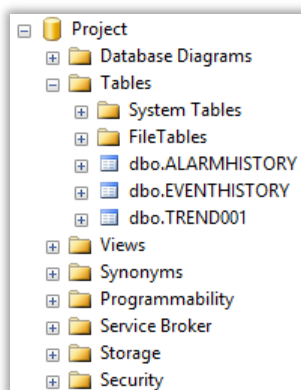 Project
Database Diagrams
Tables
System Tables
FileTables
dbo.ALARMHISTORY
dbo.EVENTHISTORY
dbo.TREND001
Views
Synonyms
Programmability
Service Broker
Storage
Security